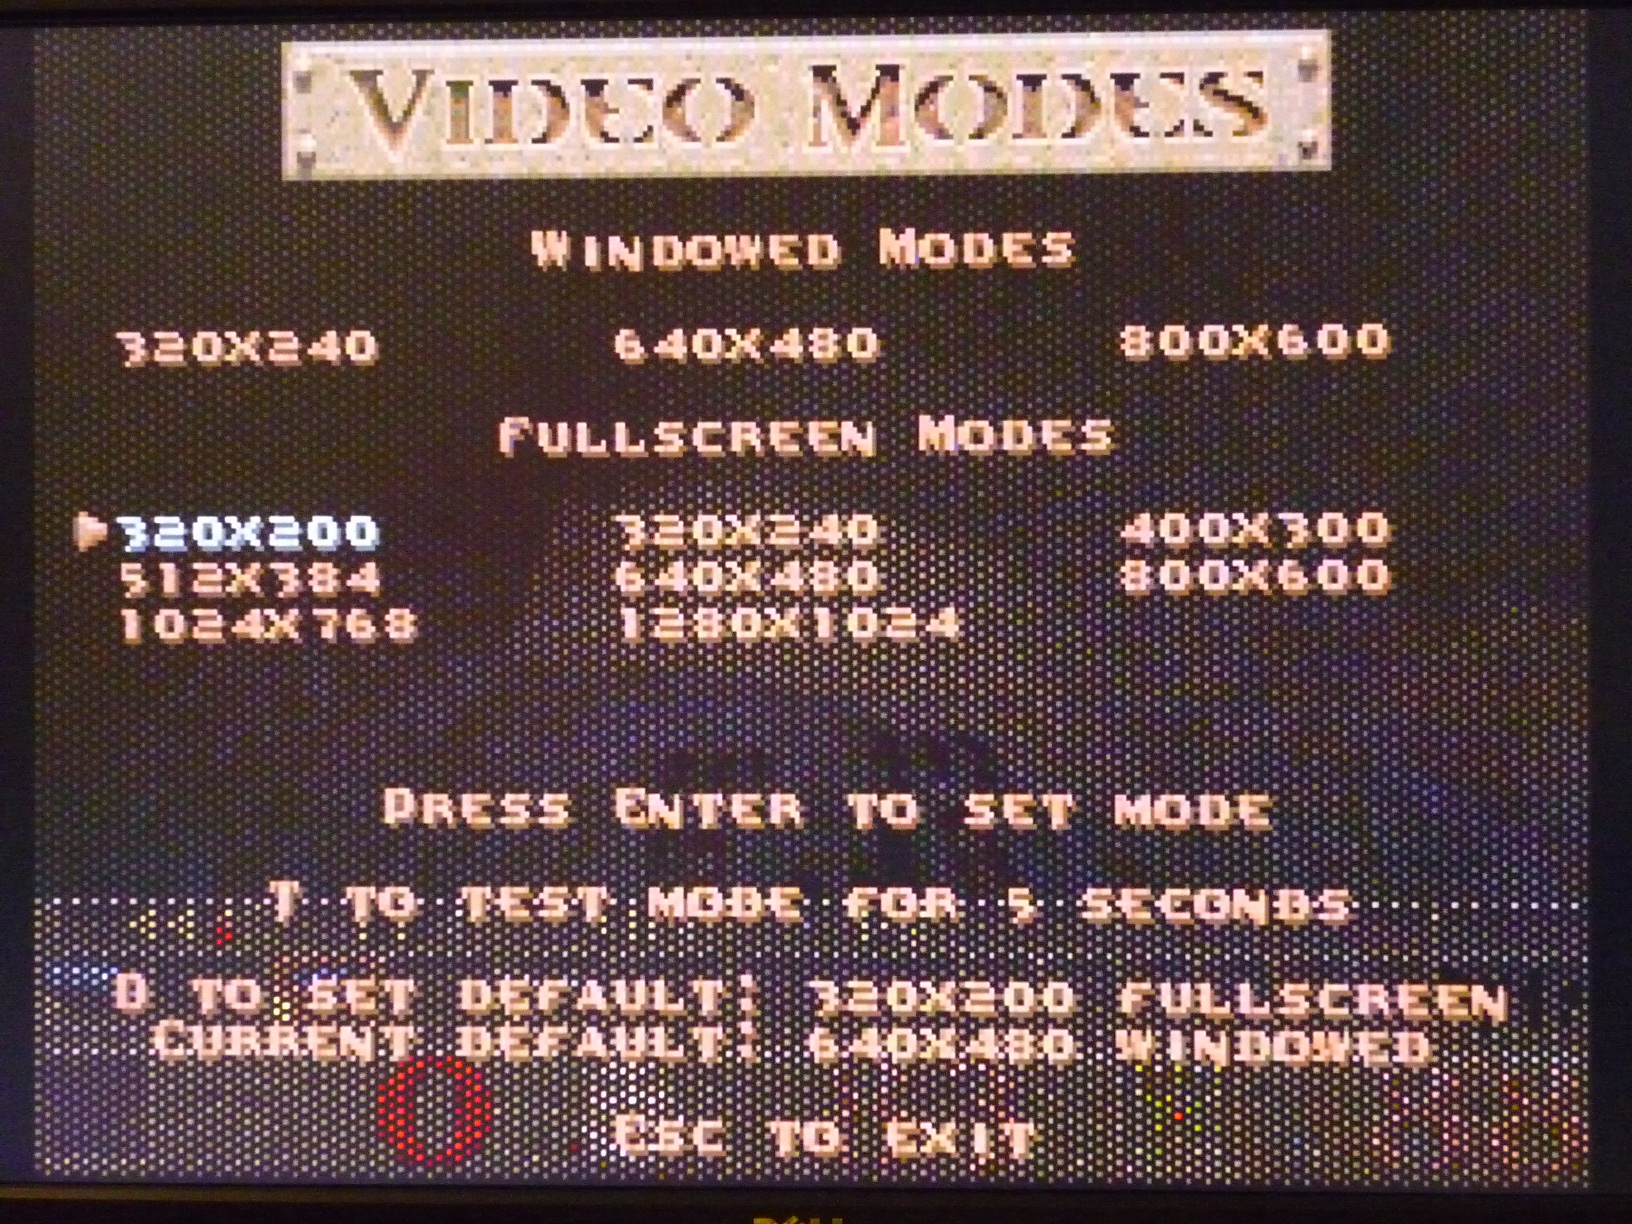 VIDEO MODES
WINDOWED MODES
320X240 640X480 800X600
FULLSCREEN MODES
320X200 320X240 400X300
512X384 640X480 800X600
1024X768 1280X1024
PRESS ENTER TO SET MODE
T TO TEST MODE FOR 5 SECONDS
D TO SET DEFAULT: 320X200 FULLSCREEN
CURRENT DEFAULT: 640X480 WINDOWED
ESC TO EXIT